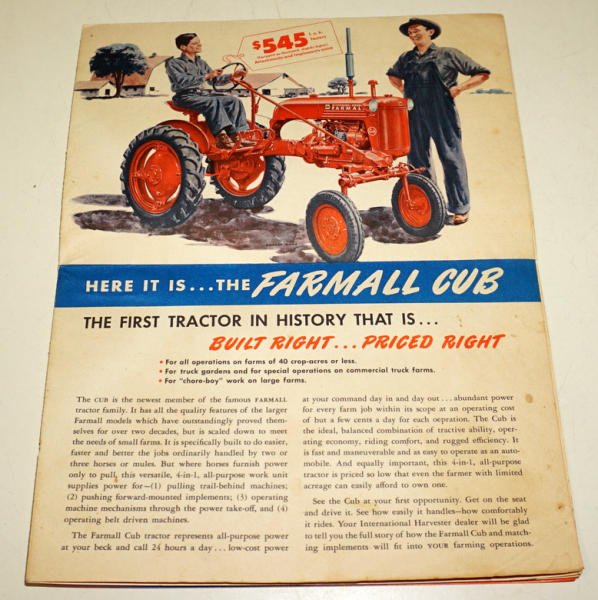 $545
f. o. b.
factory
Attachments and implements extra
FARMALL
HERE IT IS...THE FARMALL CUB
THE FIRST TRACTOR IN HISTORY THAT IS...
BUILT RIGHT... PRICED RIGHT
• For all operations on farms of 40 crop-acres or less.
• For truck gardens and for special operations on commercial truck farms.
• For "chore-boy" work on large farms.
The CUB is the newest member of the famous FARMALL
tractor family. It has all the quality features of the larger
Farmall models which have outstandingly proved them-
selves for over two decades, but is scaled down to meet
the needs of small farms. It is specifically built to do easier,
faster and better the jobs ordinarily handled by two or
three horses or mules. But where horses furnish power
only to pull, this versatile, 4-in-1, all-purpose work unit
supplies power for—(1) pulling trail-behind machines;
(2) pushing forward-mounted implements; (3) operating
machine mechanisms through the power take-off, and (4)
operating belt driven machines.
The Farmall Cub tractor represents all-purpose power
at your beck and call 24 hours a day...low-cost power
at your command day in and day out...abundant power
for every farm job within its scope at an operating cost
of but a few cents a day for each oepration. The Cub is
the ideal, balanced combination of tractive ability, oper-
ating economy, riding comfort, and rugged efficiency. It
is fast and maneuverable and as easy to operate as an auto-
mobile. And equally important, this 4-in-1, all-purpose
tractor is priced so low that even the farmer with limited
acreage can easily afford to own one.
See the Cub at your first opportunity. Get on the seat
and drive it. See how easily it handles—how comfortably
it rides. Your International Harvester dealer will be glad
to tell you the full story of how the Farmall Cub and match-
ing implements will fit into YOUR farming operations.